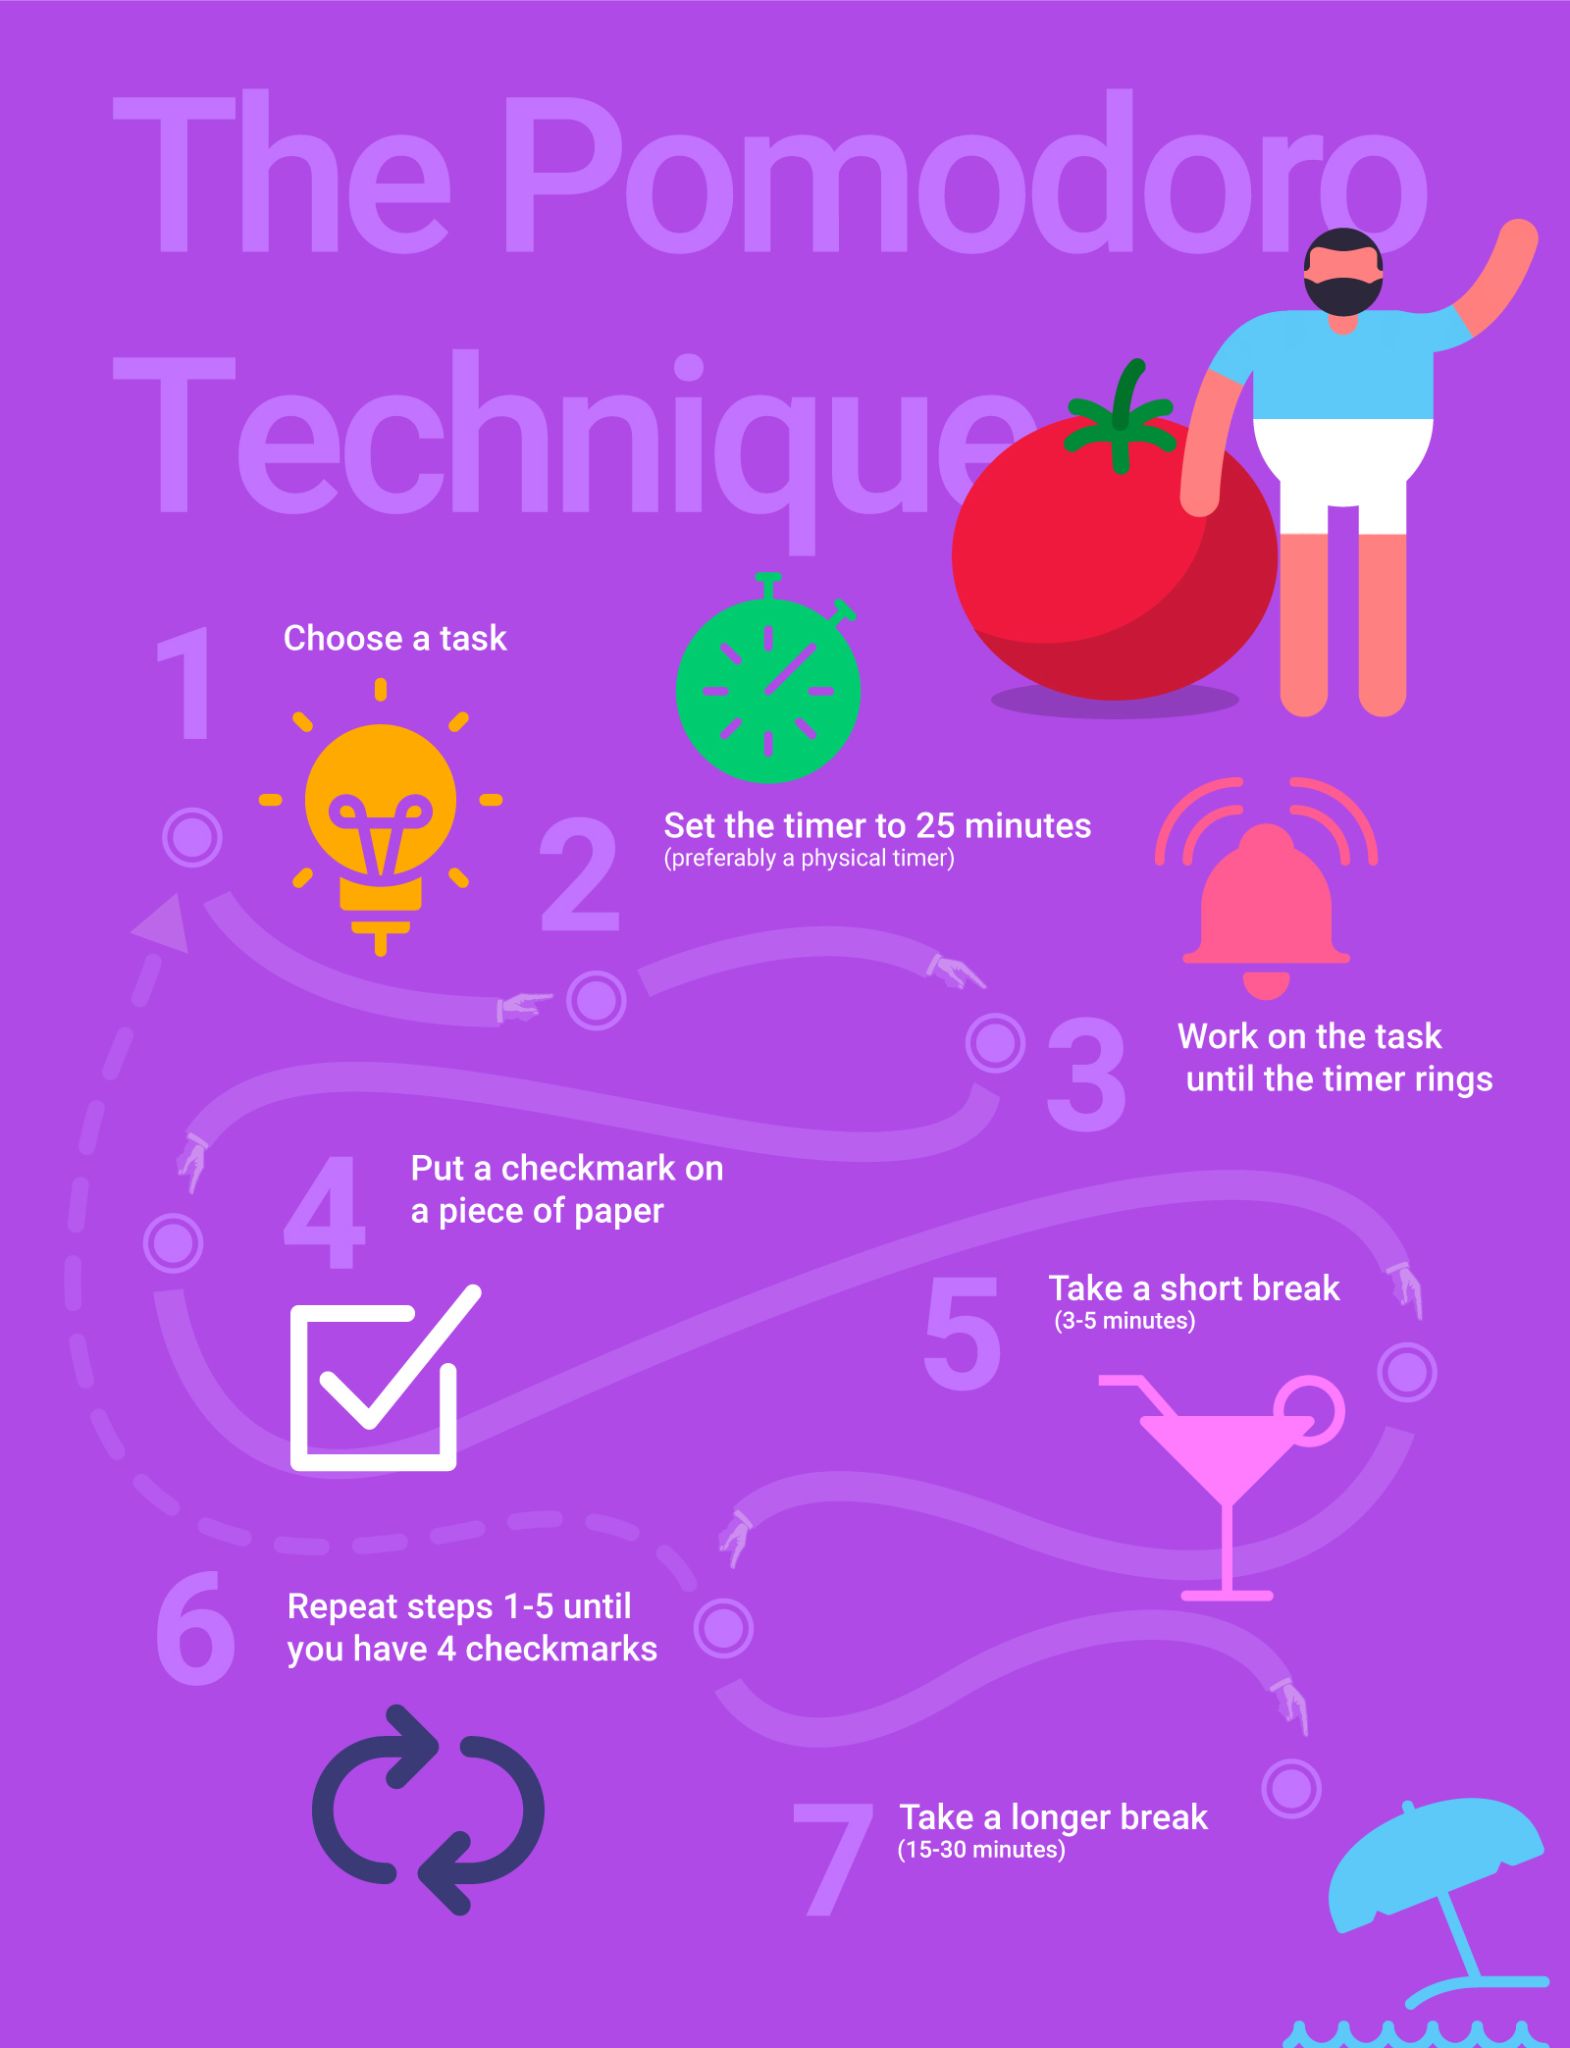 The Pomodoro
Technique
1
Choose a task
2
Set the timer to 25 minutes
(preferably a physical timer)
3
Work on the task
until the timer rings
4
Put a checkmark on
a piece of paper
5
Take a short break
(3-5 minutes)
6
Repeat steps 1-5 until
you have 4 checkmarks
7
Take a longer break
(15-30 minutes)